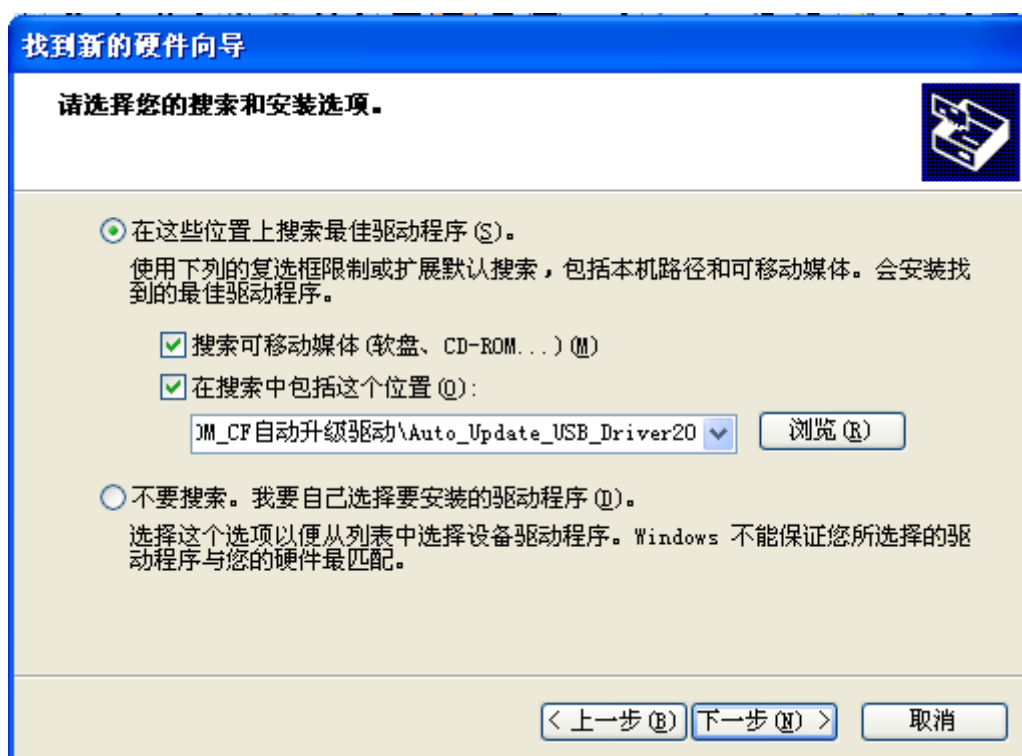 找到新的硬件向导
请选择您的搜索和安装选项。
在这些位置上搜索最佳驱动程序(S)。
使用下列的复选框限制或扩展默认搜索，包括本机路径和可移动媒体。会安装找
到的最佳驱动程序。
搜索可移动媒体(软盘、CD-ROM...)(M)
在搜索中包括这个位置(O):
M_CF自动升级驱动\Auto_Update_USB_Driver20
浏览(R)
不要搜索。我要自己选择要安装的驱动程序(D)。
选择这个选项以便从列表中选择设备驱动程序。Windows 不能保证您所选择的驱
动程序与您的硬件最匹配。
< 上一步(B) 下一步(N) > 取消